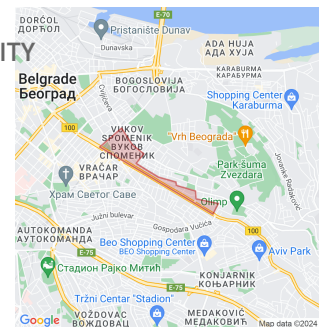 DORĆOL
ДОРЋОЛ
E-70
Pristanište Dunav
Dunavska
ADA HUJA
АДА ХУЈА
ITY
KARABURMA
КАРАБУРМА
Belgrade
Београд
Cvijićeva
BOGOSLOVIJA
БОГОСЛОВИЈА
Shopping Center
Karaburma
100
VUKOV
SPOMENIK
ВУКОВ
СПОМЕНИК
"Vrh Beograda"
Jovanke Radaković
VRAČAR
ВРАЧАР
Park-šuma
Zvezdara
Храм Светог Саве
Olimp
Južni bulevar
100
AUTOKOMANDA
АУТОКОМАНДА
Gospodara Vučića
Beo Shopping Center
BEO Shopping Center
Aviv Park
E-75
Стадион Рајко Митић
KONJARNIK
КОЊАРНИК
E-75
Tržni Centar "Stadion"
VOŽDOVAC
ВОЖДОВАЦ
MEDAKOVIĆ
МЕДАКОВИЋ
Google
Map data ©2024